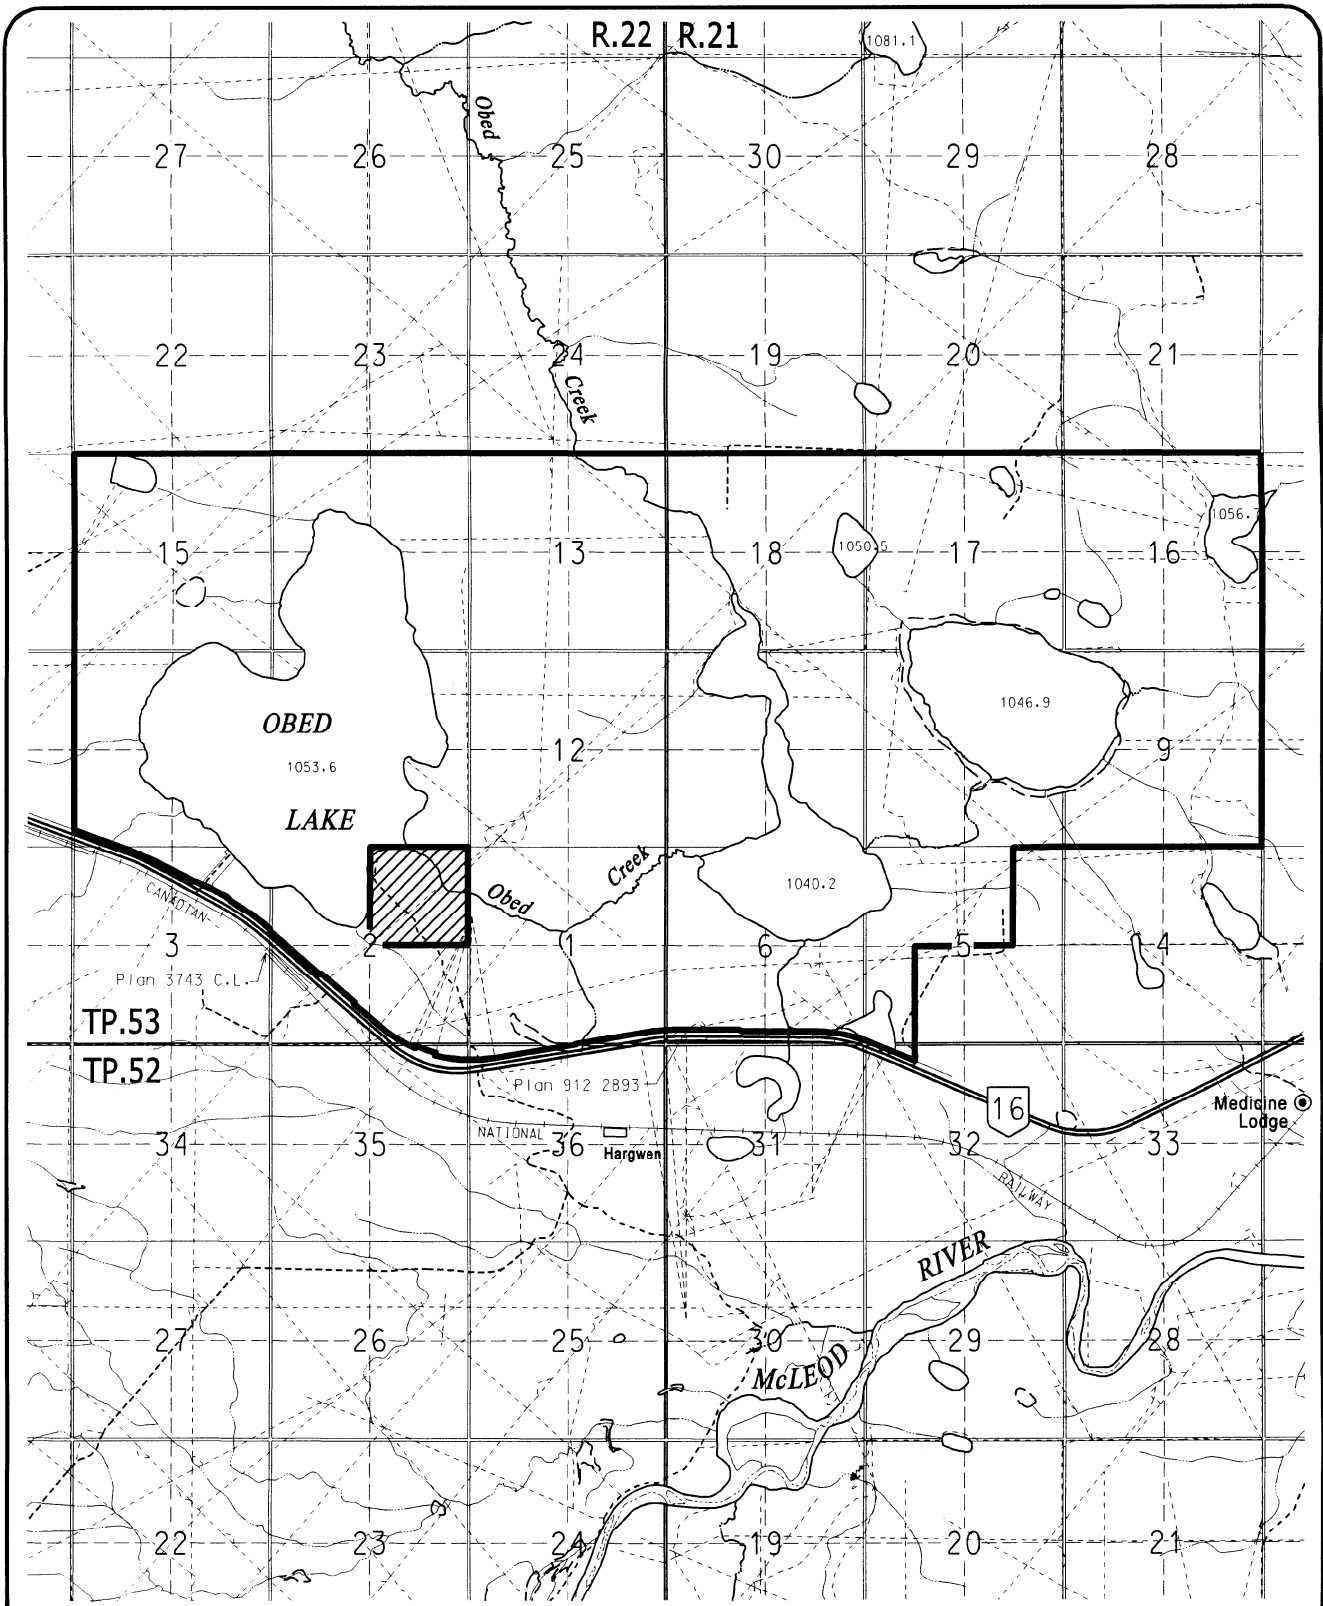 R.22 R.21
1081.1
Obed
27 26 25 30 29 28
22 23 24 19 20 21
Creek
1056.7
15 13 1050.5 18 17 16
1046.9
OBED
12 9
1053.6
LAKE
Creek
1040.2
CANADIAN
Obed
3 2 1 6 5 4
Plan 3743 C.L.
TP.53
TP.52
Plan 912 2893
16
Medicine
Lodge
NATIONAL
34 35 36 31 32 33
Hargwen
RAILWAY
RIVER
27 26 25 30 29 28
McLEOD
22 23 24 19 20 21